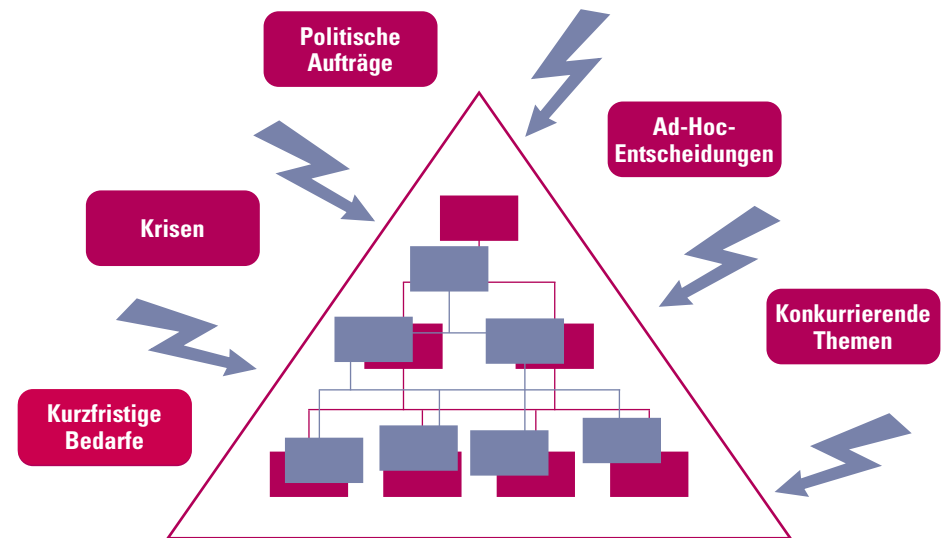 Politische
Aufträge
Ad-Hoc-
Entscheidungen
Krisen
Konkurrierende
Themen
Kurzfristige
Bedarfe